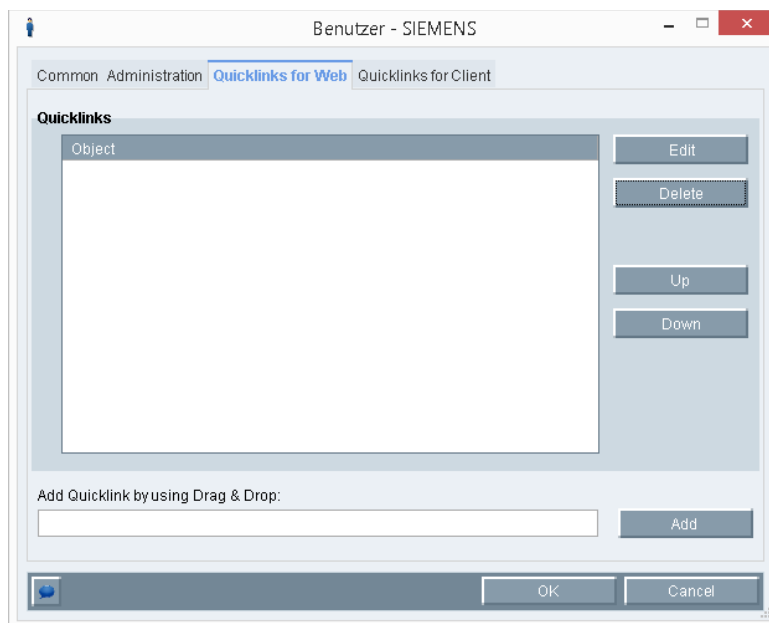 Benutzer - SIEMENS
Common Administration Quicklinks for Web Quicklinks for Client
Quicklinks
Object
Edit
Delete
Up
Down
Add Quicklink by using Drag & Drop:
Add
OK Cancel